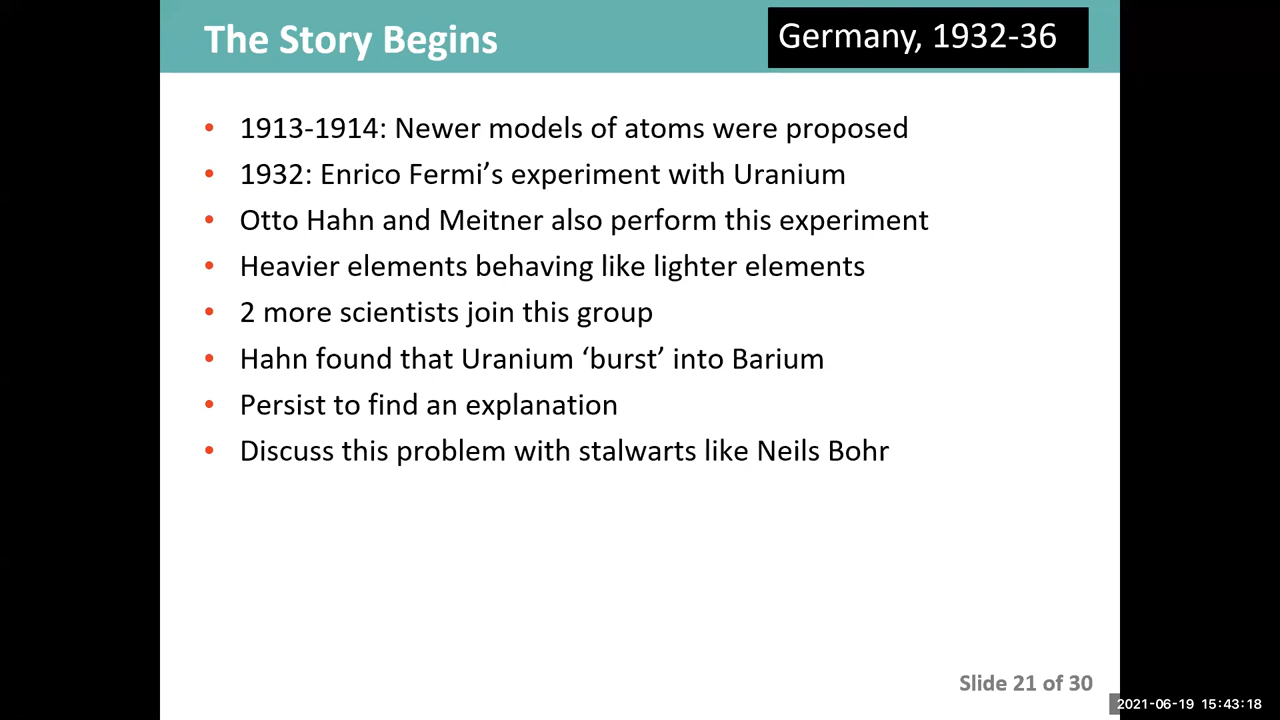 The Story Begins
Germany, 1932-36
• 1913-1914: Newer models of atoms were proposed
• 1932: Enrico Fermi’s experiment with Uranium
• Otto Hahn and Meitner also perform this experiment
• Heavier elements behaving like lighter elements
• 2 more scientists join this group
• Hahn found that Uranium ‘burst’ into Barium
• Persist to find an explanation
• Discuss this problem with stalwarts like Neils Bohr
Slide 21 of 30
2021-06-19 15:43:18